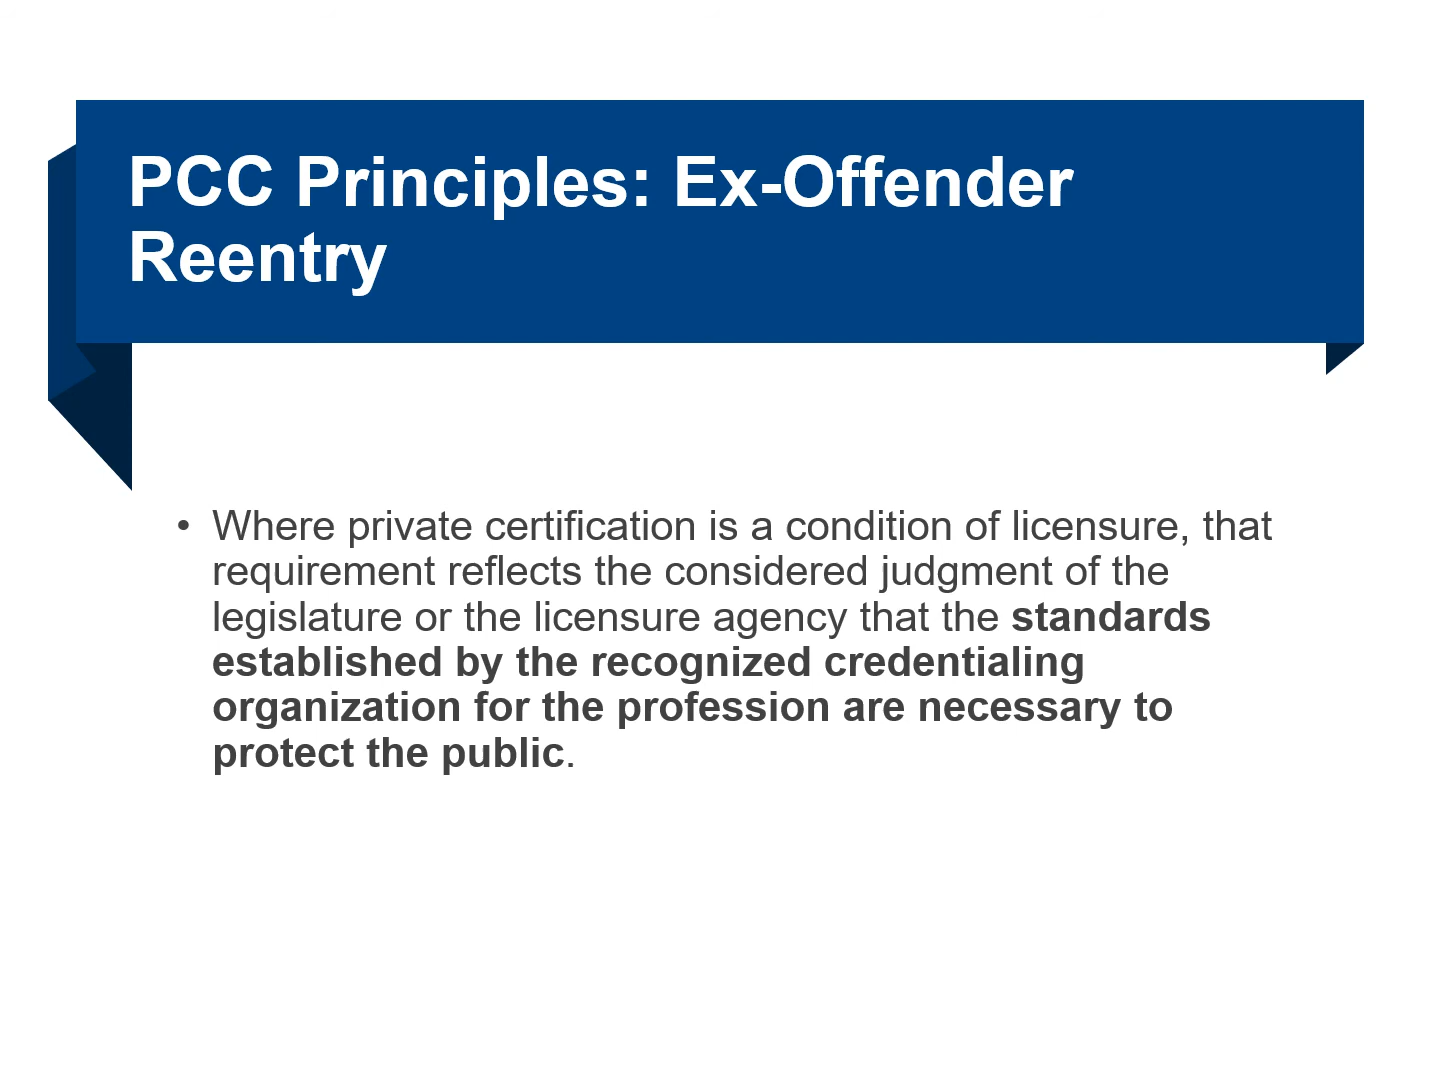 PCC Principles: Ex-Offender
Reentry
• Where private certification is a condition of licensure, that
requirement reflects the considered judgment of the
legislature or the licensure agency that the standards
established by the recognized credentialing
organization for the profession are necessary to
protect the public.